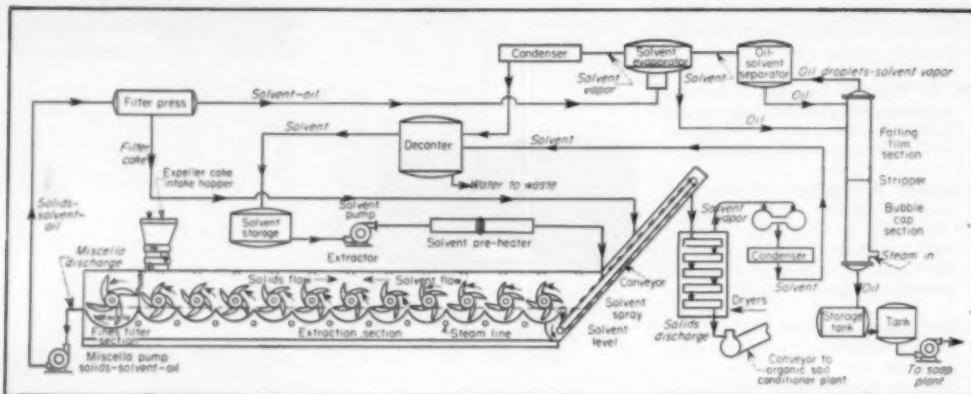 Condenser
Solvent
evaporator
Oil-
solvent
separator
Solvent
vapor
Solvent
Oil droplets-solvent vapor
Filter press
Solvent-oil
Oil
Oil
Filter
cake
Solvent
Decanter
Solvent
Falling
film
section
Expeller cake
intake hopper
Water to waste
Stripper
Solids-
solvent-
oil
Solvent
storage
Solvent
pump
Solvent pre-heater
Solvent
vapor
Bubble
cap
section
Miscella
discharge
Extractor
Condenser
Steam in
Solids flow
Solvent flow
Conveyor
Solvent
Oil
Solvent
spray
Dryers
Fines filter
section
Extraction section
Steam line
Solvent
level
Solids
discharge
Storage
tank
Tank
Miscella pump
solids-solvent-oil
Conveyor to
organic soil
conditioner plant
To soap
plant